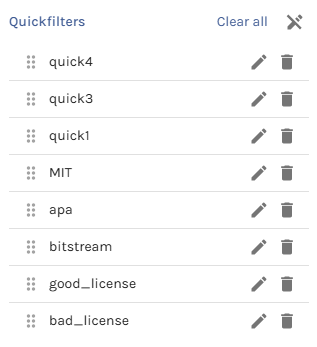 Quickfilters Clear all
quick4
quick3
quick1
MIT
apa
bitstream
good_license
bad_license